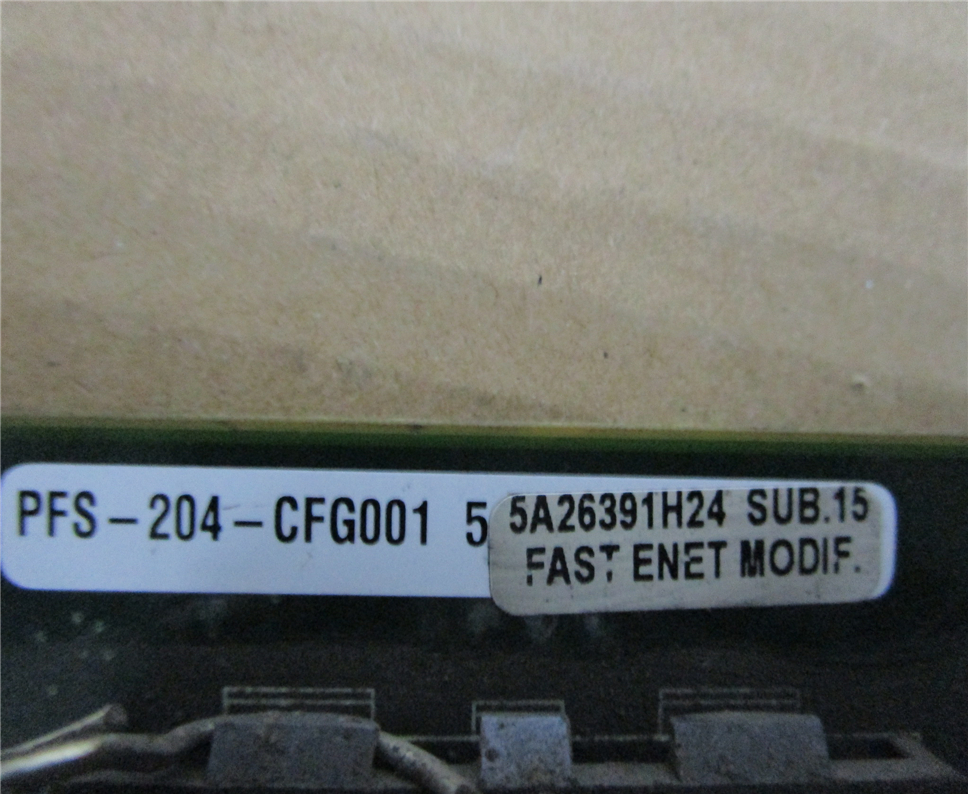 PFS-204-CFG001 5
5A26391H24 SUB.15
FAST ENET MODIF.